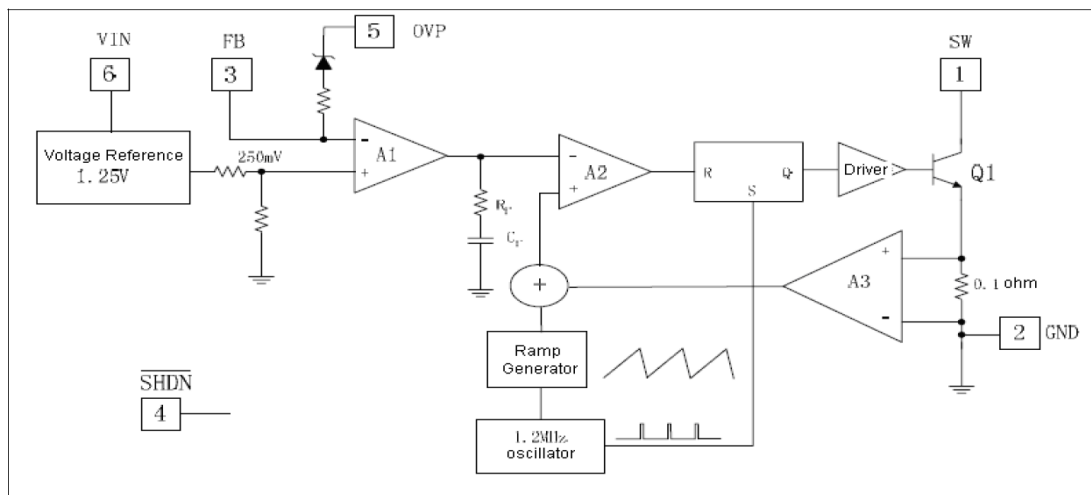 OVP
5
VIN
FB
SW
6
3
1
Voltage Reference
1.25V
250mV
-
+
A1
-
+
A2
R
S
Q
Driver
Q1
+
A3
-
0.1 ohm
2
GND
+
Ramp
Generator
SHDN
4
1.2MHz
oscillator